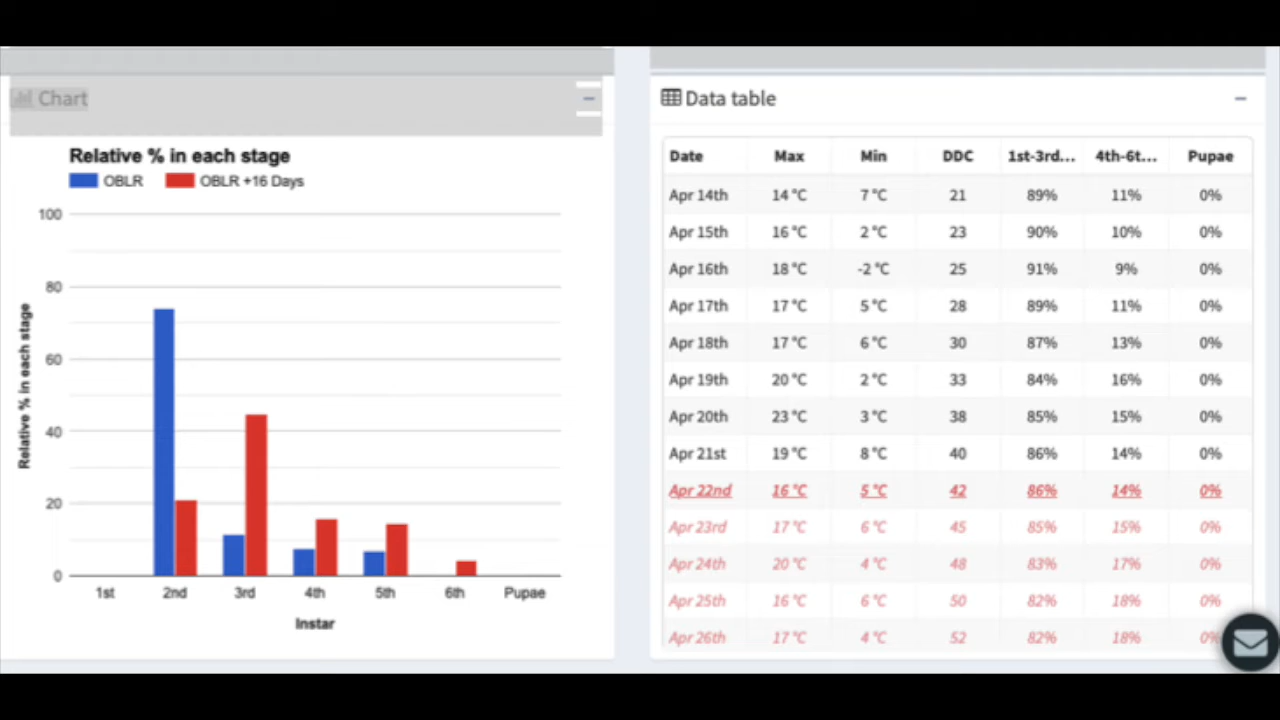 Chart
Relative % in each stage
OBLR OBLR +16 Days
Relative % in each stage
100
80
60
40
20
0
1st 2nd 3rd 4th 5th 6th Pupae
Instar
Data table
Date Max Min DDC 1st-3rd... 4th-6t... Pupae
Apr 14th 14 °C 7 °C 21 89% 11% 0%
Apr 15th 16 °C 2 °C 23 90% 10% 0%
Apr 16th 18 °C -2 °C 25 91% 9% 0%
Apr 17th 17 °C 5 °C 28 89% 11% 0%
Apr 18th 17 °C 6 °C 30 87% 13% 0%
Apr 19th 20 °C 2 °C 33 84% 16% 0%
Apr 20th 23 °C 3 °C 38 85% 15% 0%
Apr 21st 19 °C 8 °C 40 86% 14% 0%
Apr 22nd 16 °C 5 °C 42 86% 14% 0%
Apr 23rd 17 °C 6 °C 45 85% 15% 0%
Apr 24th 20 °C 4 °C 48 83% 17% 0%
Apr 25th 16 °C 6 °C 50 82% 18% 0%
Apr 26th 17 °C 4 °C 52 82% 18% 0%